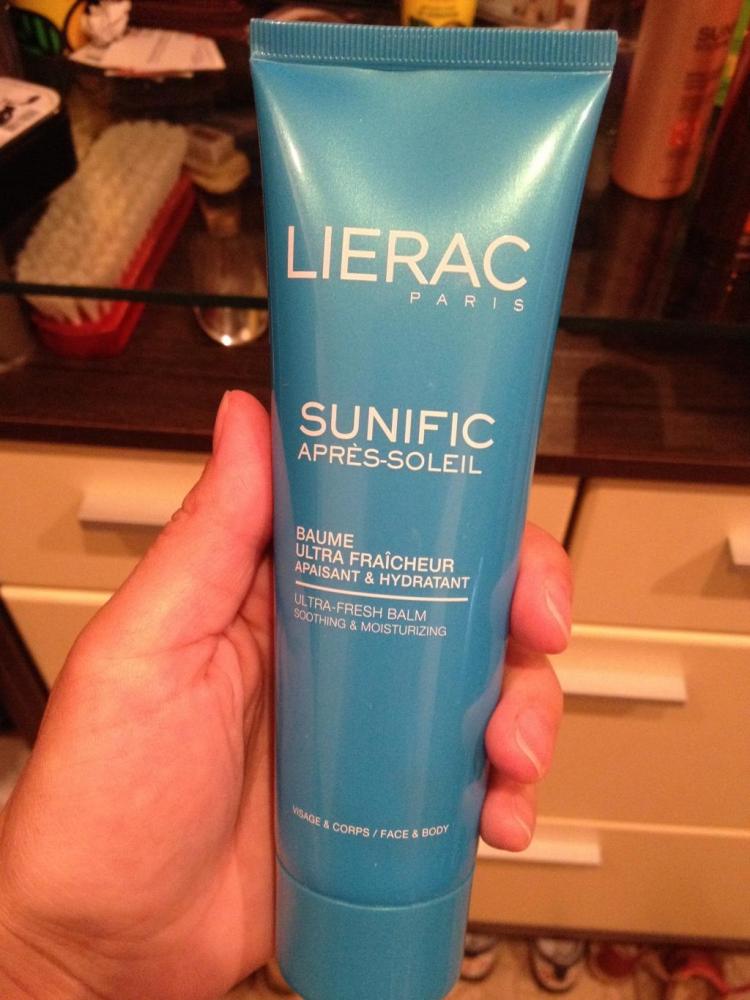 LIERAC
PARIS
SUNIFIC
APRÈS-SOLEIL
BAUME
ULTRA FRAÎCHEUR
APAISANT & HYDRATANT
ULTRA-FRESH BALM
SOOTHING & MOISTURIZING
VISAGE & CORPS / FACE & BODY